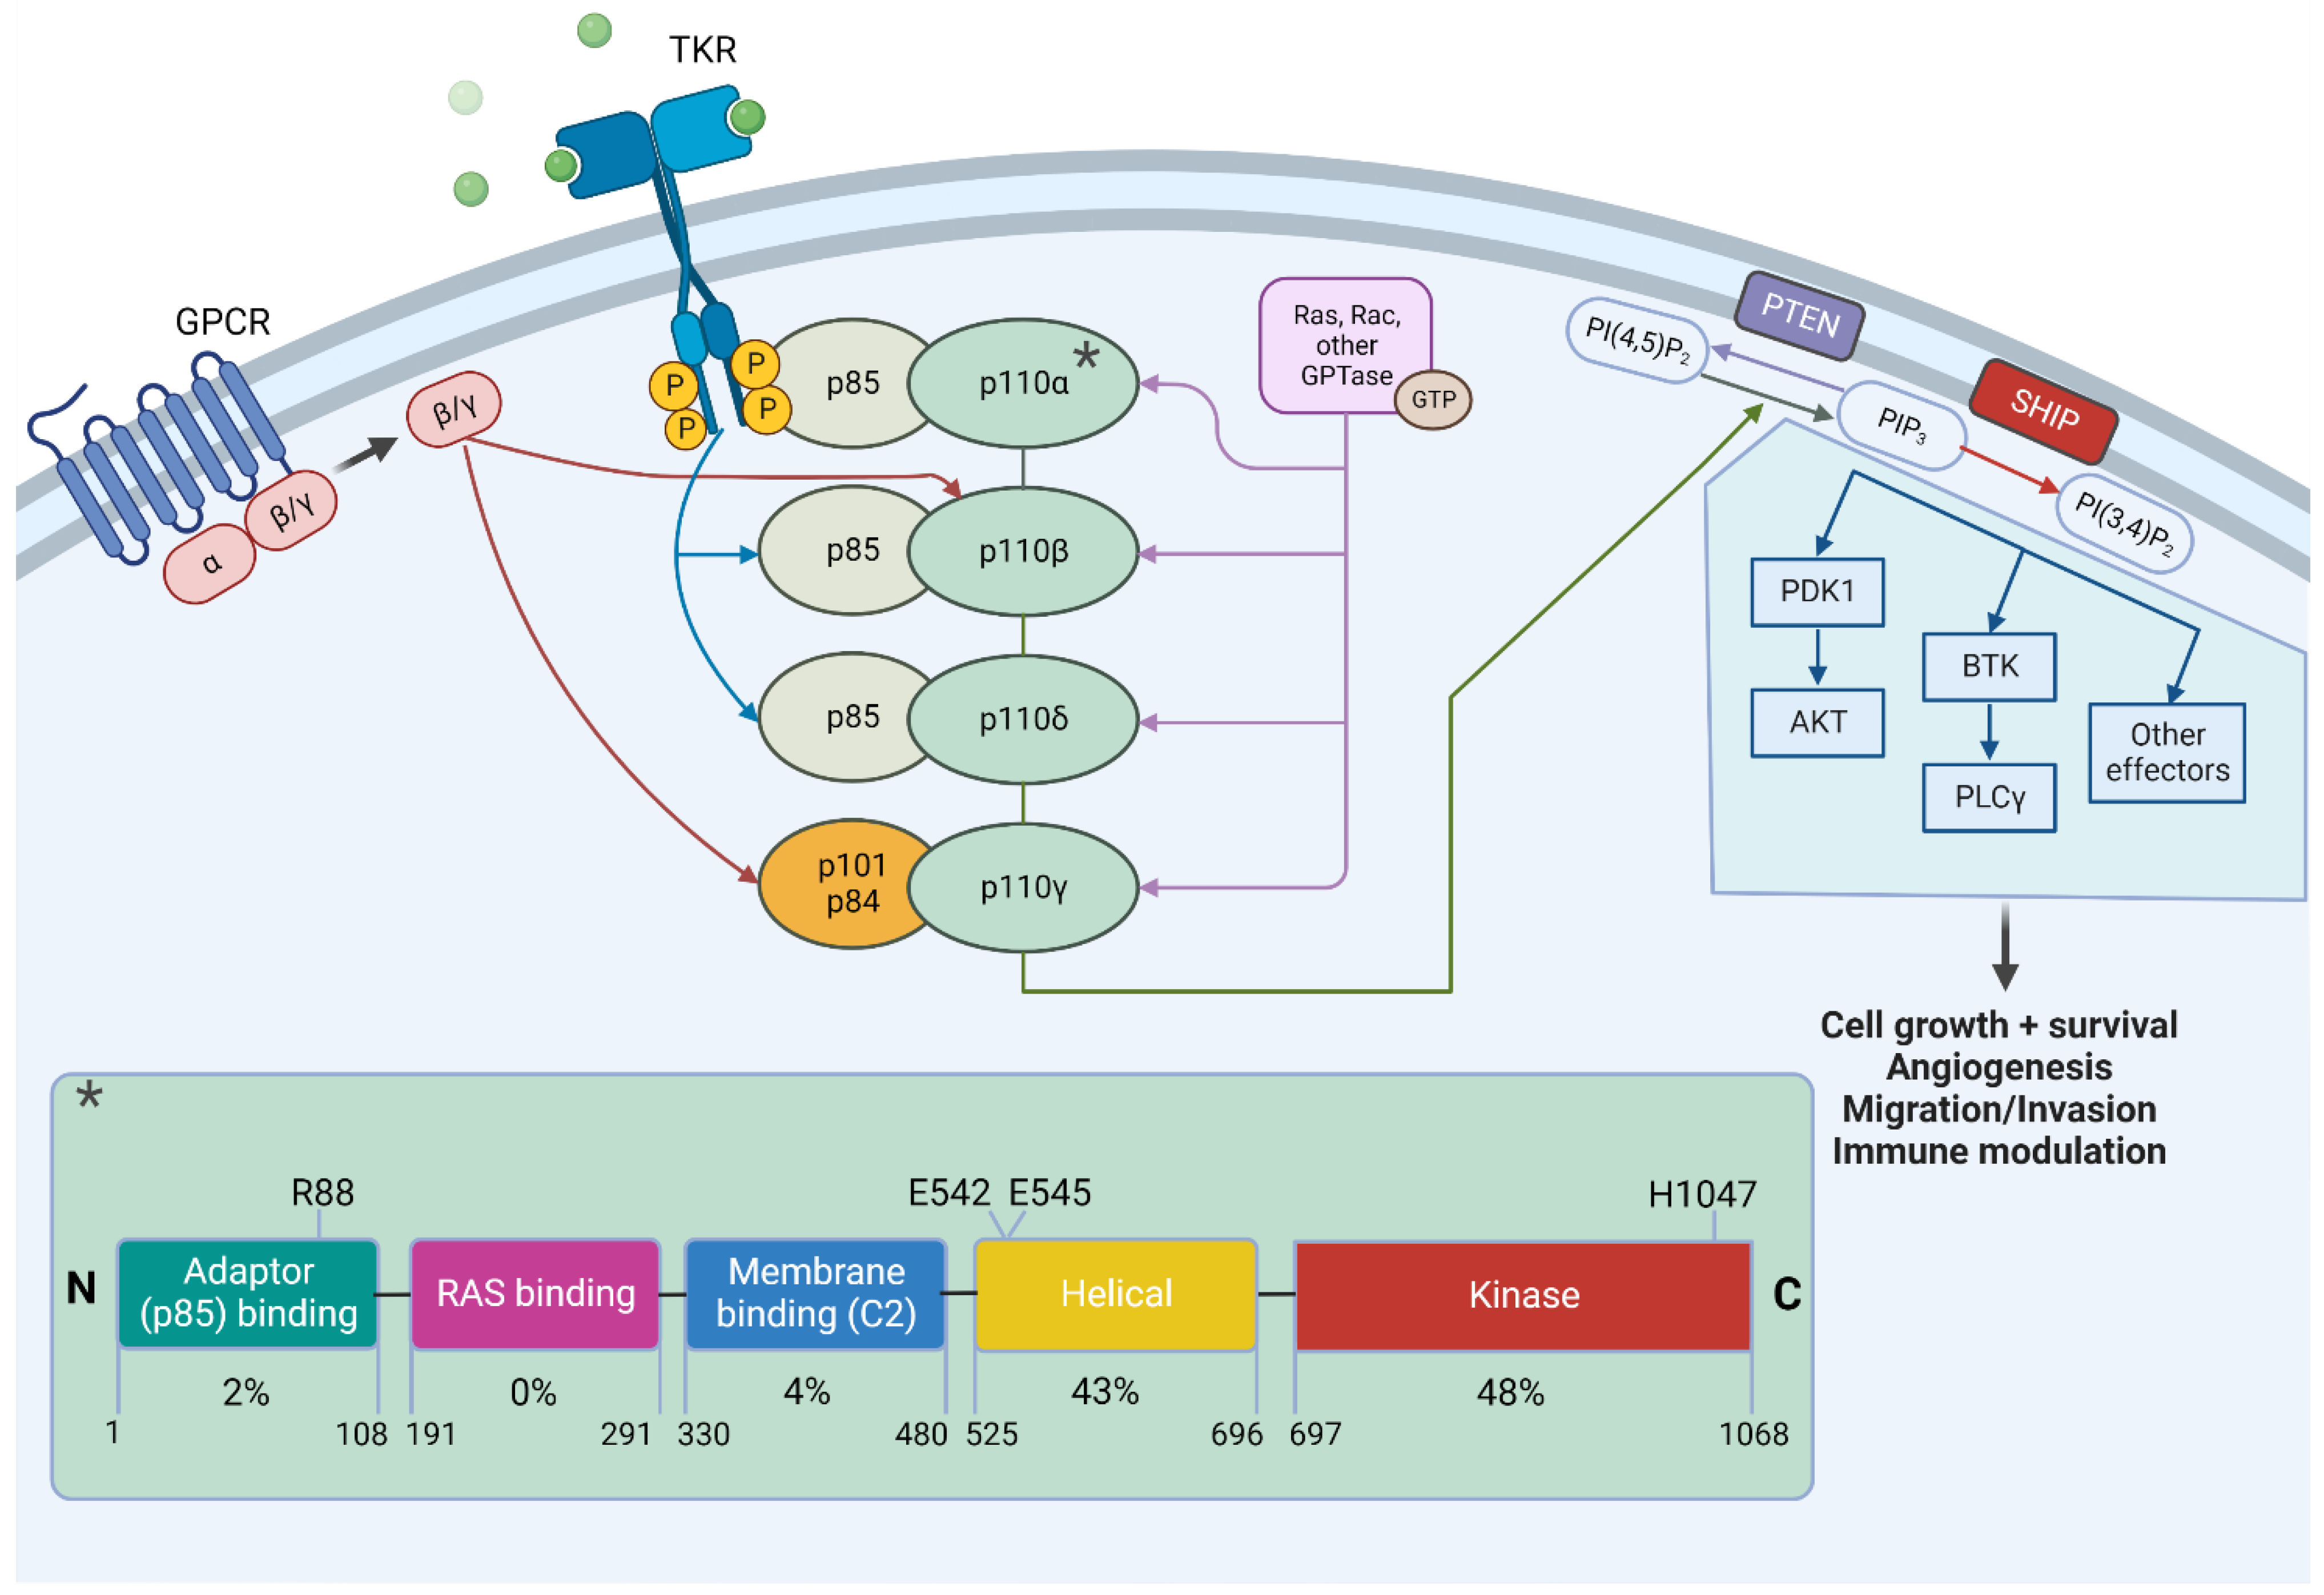 TKR
GPCR
β/γ
β/γ
α
P
P
P
P
p85
p110α
*
p85
p110β
p85
p110δ
p101
p84
p110γ
Ras, Rac,
other
GPTase
GTP
PTEN
PI(4,5)P2
SHIP
PIP3
PI(3,4)P2
PDK1
AKT
BTK
PLCγ
Other
effectors
Cell growth + survival
Angiogenesis
Migration/Invasion
Immune modulation
*
R88
E542 E545
H1047
N
Adaptor
(p85) binding
RAS binding
Membrane
binding (C2)
Helical
Kinase
C
2%
0%
4%
43%
48%
1
108
191
291
330
480
525
696
697
1068